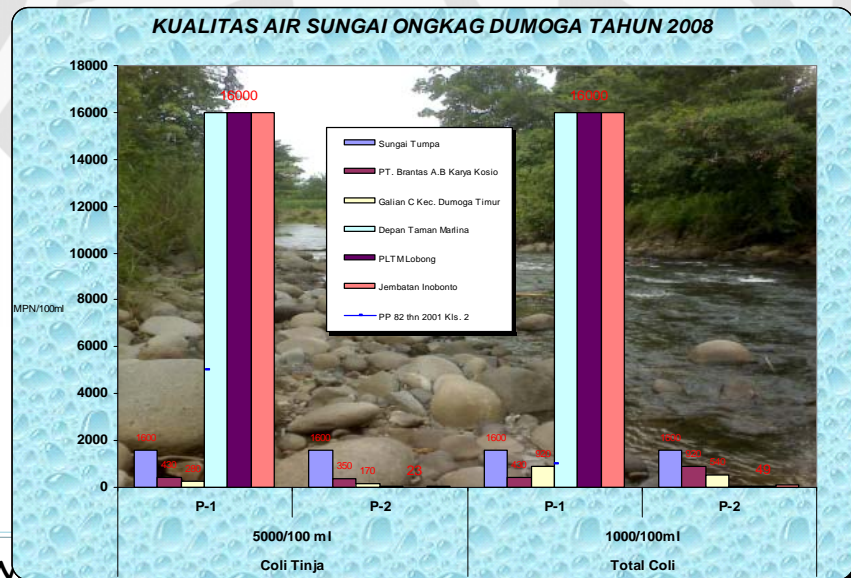 KUALITAS AIR SUNGAI ONGKAG DUMOGA TAHUN 2008
18000
16000
14000
12000
10000
8000
6000
4000
2000
0
MPN/100ml
16000
16000
Sungai Tumpa
PT. Brantas A.B Karya Kosio
Galian C Kec. Dumoga Timur
Depan Taman Marlina
PLTM Lobong
Jembatan Inobonto
PP 82 thn 2001 Kls. 2
1600 1600 350 170 23 1600 1600
P-1 P-2 P-1 P-2
5000/100 ml 1000/100ml
Coli Tinja Total Coli